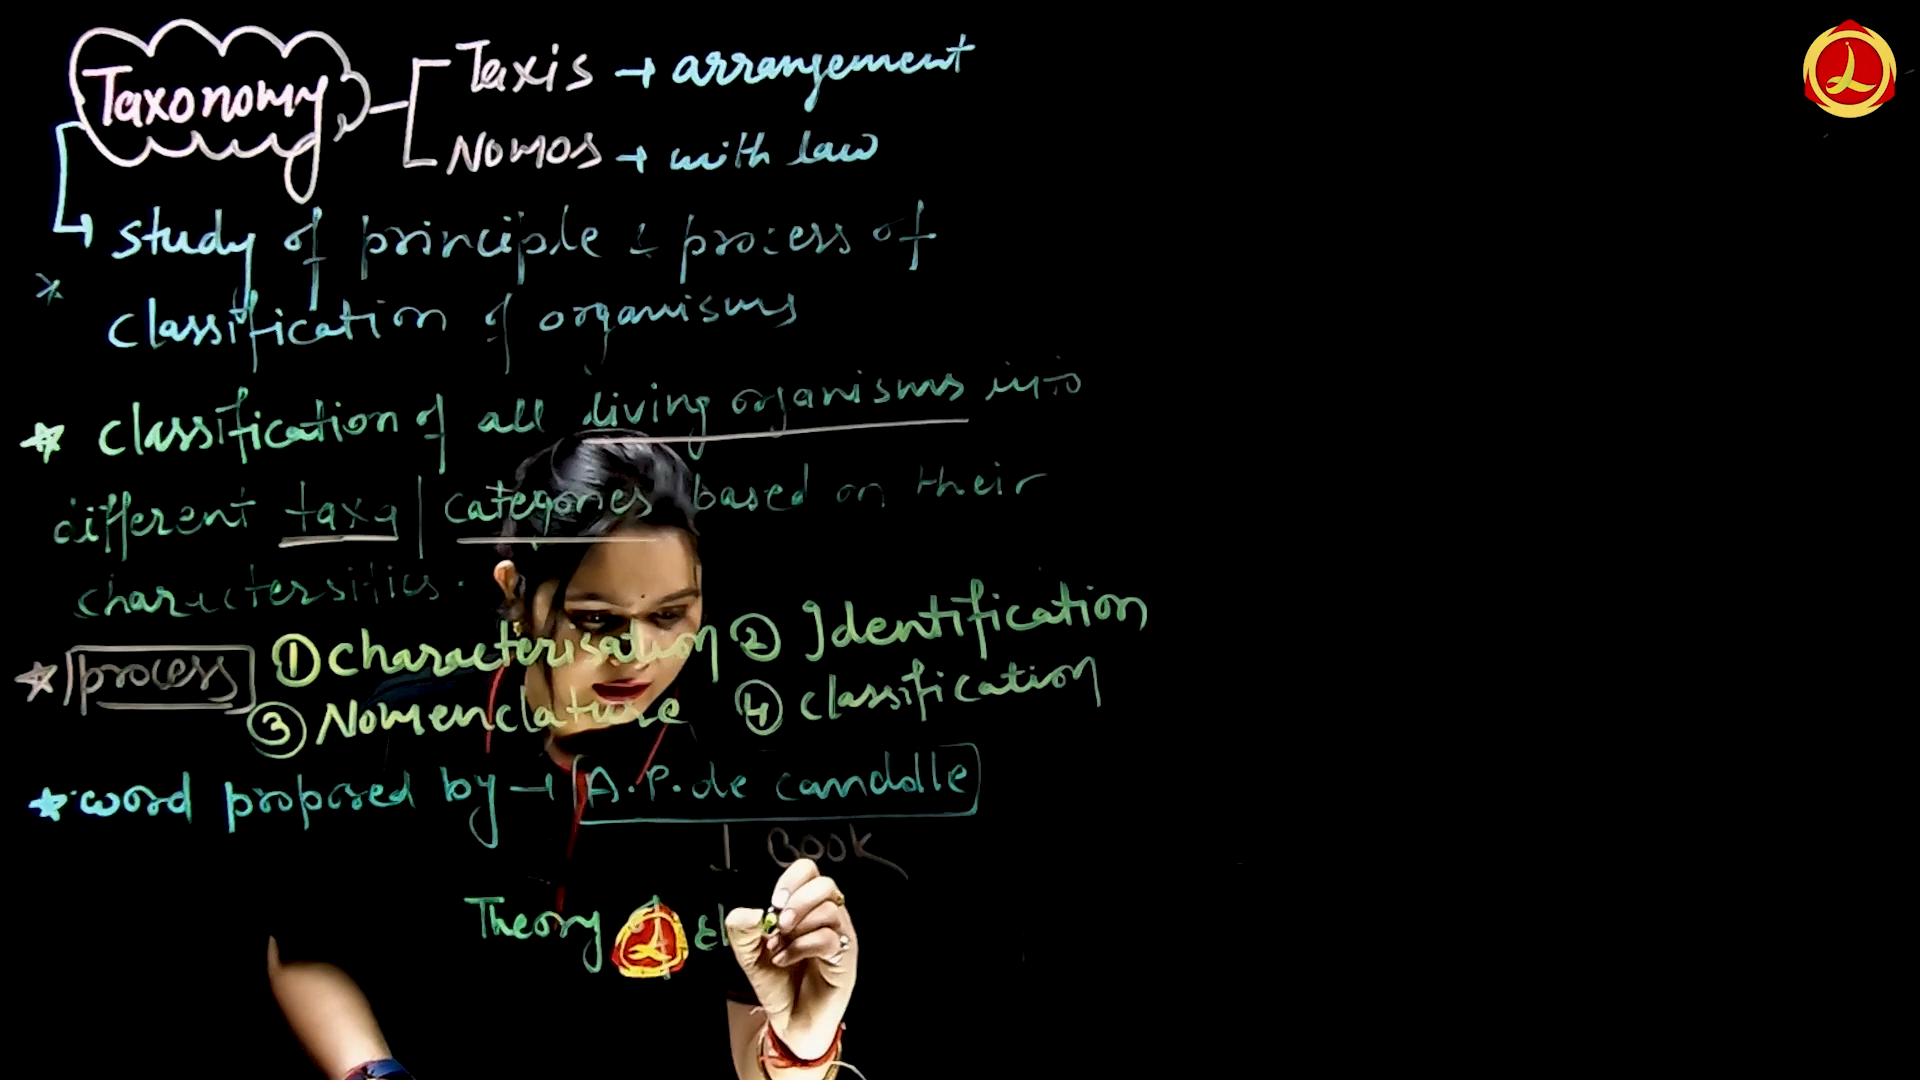 Taxonomy
Taxis → arrangement
Nomos → with law
study of principle & process of
classification of organisms
classification of all living organisms into
different taxa | categories based on their
charactersitics.
process ① characterisation ② Identification
③ Nomenclature ④ classification
word proposed by → A.P. de candolle
↓ Book
Theory